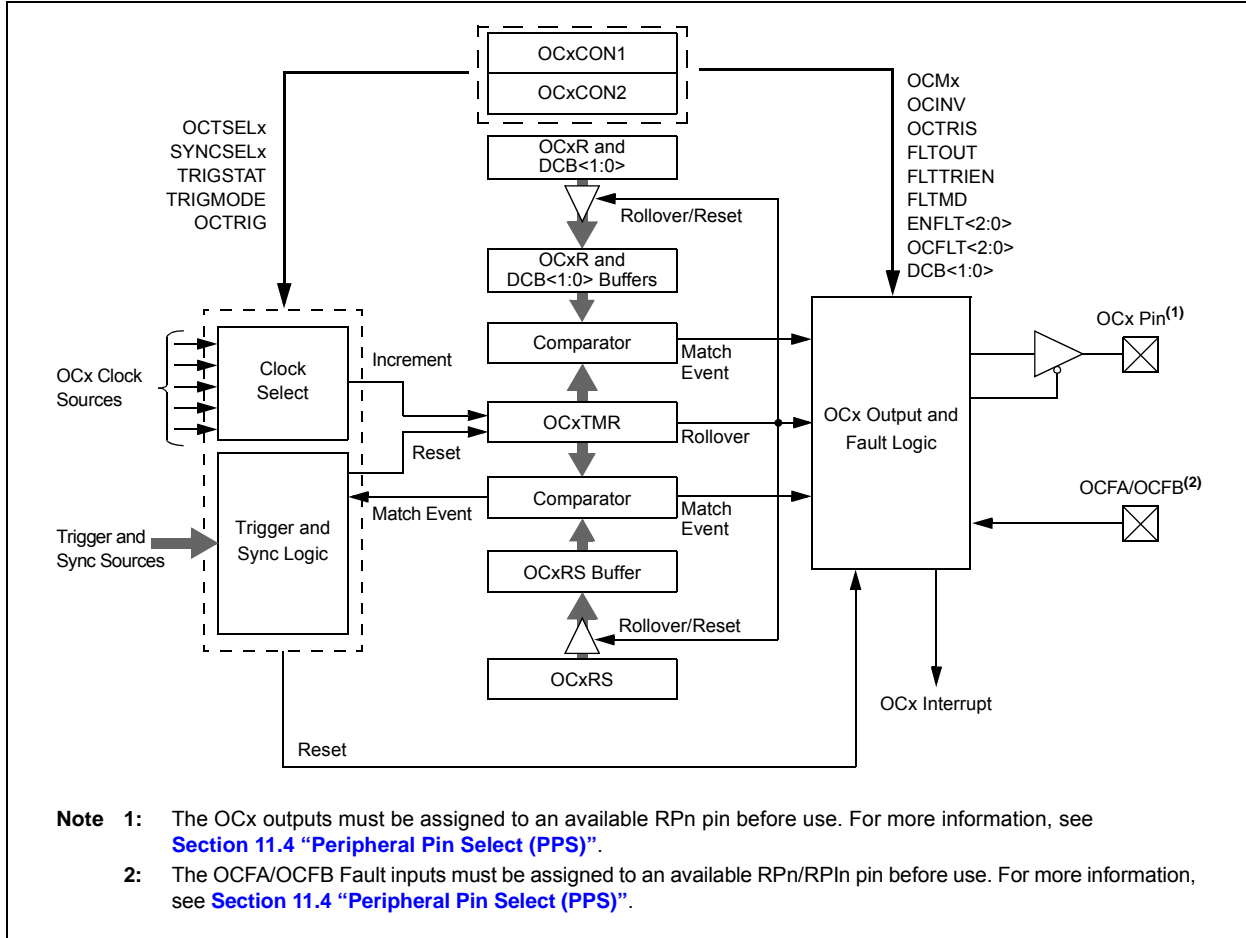 OCxCON1
OCxCON2
OCTSELx
SYNCSELx
TRIGSTAT
TRIGMODE
OCTRIG
OCMx
OCINV
OCTRIS
FLTOUT
FLTTRIEN
FLTMD
ENFLT<2:0>
OCFLT<2:0>
DCB<1:0>
OCxR and
DCB<1:0>
Rollover/Reset
OCxR and
DCB<1:0> Buffers
Comparator
Match
Event
OCx Clock
Sources
Clock
Select
Increment
OCxTMR
Rollover
Reset
OCx Output and
Fault Logic
OCx Pin(1)
OCFA/OCFB(2)
Trigger and
Sync Sources
Trigger and
Sync Logic
Match Event
Comparator
Match
Event
OCxRS Buffer
Rollover/Reset
OCxRS
OCx Interrupt
Reset
Note 1: The OCx outputs must be assigned to an available RPn pin before use. For more information, see
Section 11.4 “Peripheral Pin Select (PPS)”.
2: The OCFA/OCFB Fault inputs must be assigned to an available RPn/RPIn pin before use. For more information,
see Section 11.4 “Peripheral Pin Select (PPS)”.